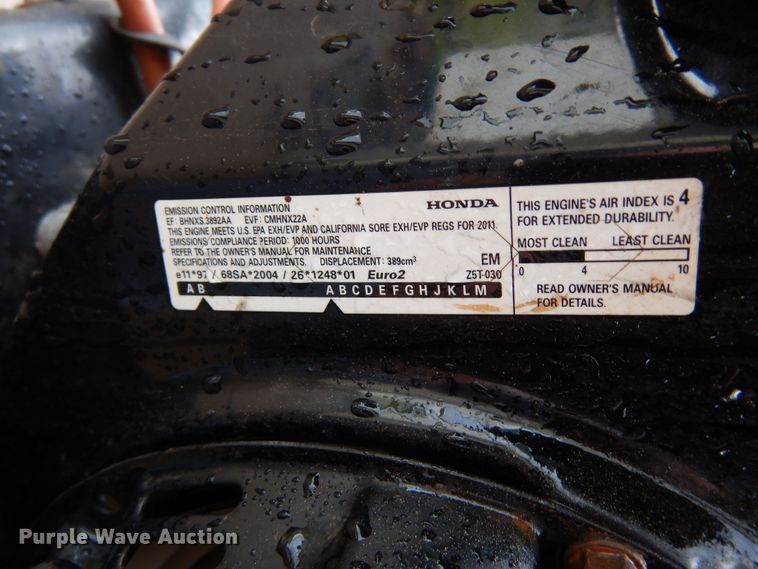 EMISSION CONTROL INFORMATION HONDA
EF: BHNXS.3892AA EVF: CMHNX22A
THIS ENGINE MEETS U.S. EPA EXH/EVP AND CALIFORNIA SORE EXH/EVP REGS FOR 2011.
EMISSIONS COMPLIANCE PERIOD: 1000 HOURS
REFER TO THE OWNER'S MANUAL FOR MAINTENANCE
SPECIFICATIONS AND ADJUSTMENTS. DISPLACEMENT: 389cm³ EM
e11*97 / 68SA*2004 / 26*1248*01 Euro2 Z5T-030
A B A B C D E F G H J K L M
THIS ENGINE'S AIR INDEX IS 4
FOR EXTENDED DURABILITY.
MOST CLEAN LEAST CLEAN
0 4 10
READ OWNER'S MANUAL
FOR DETAILS.
Purple Wave Auction